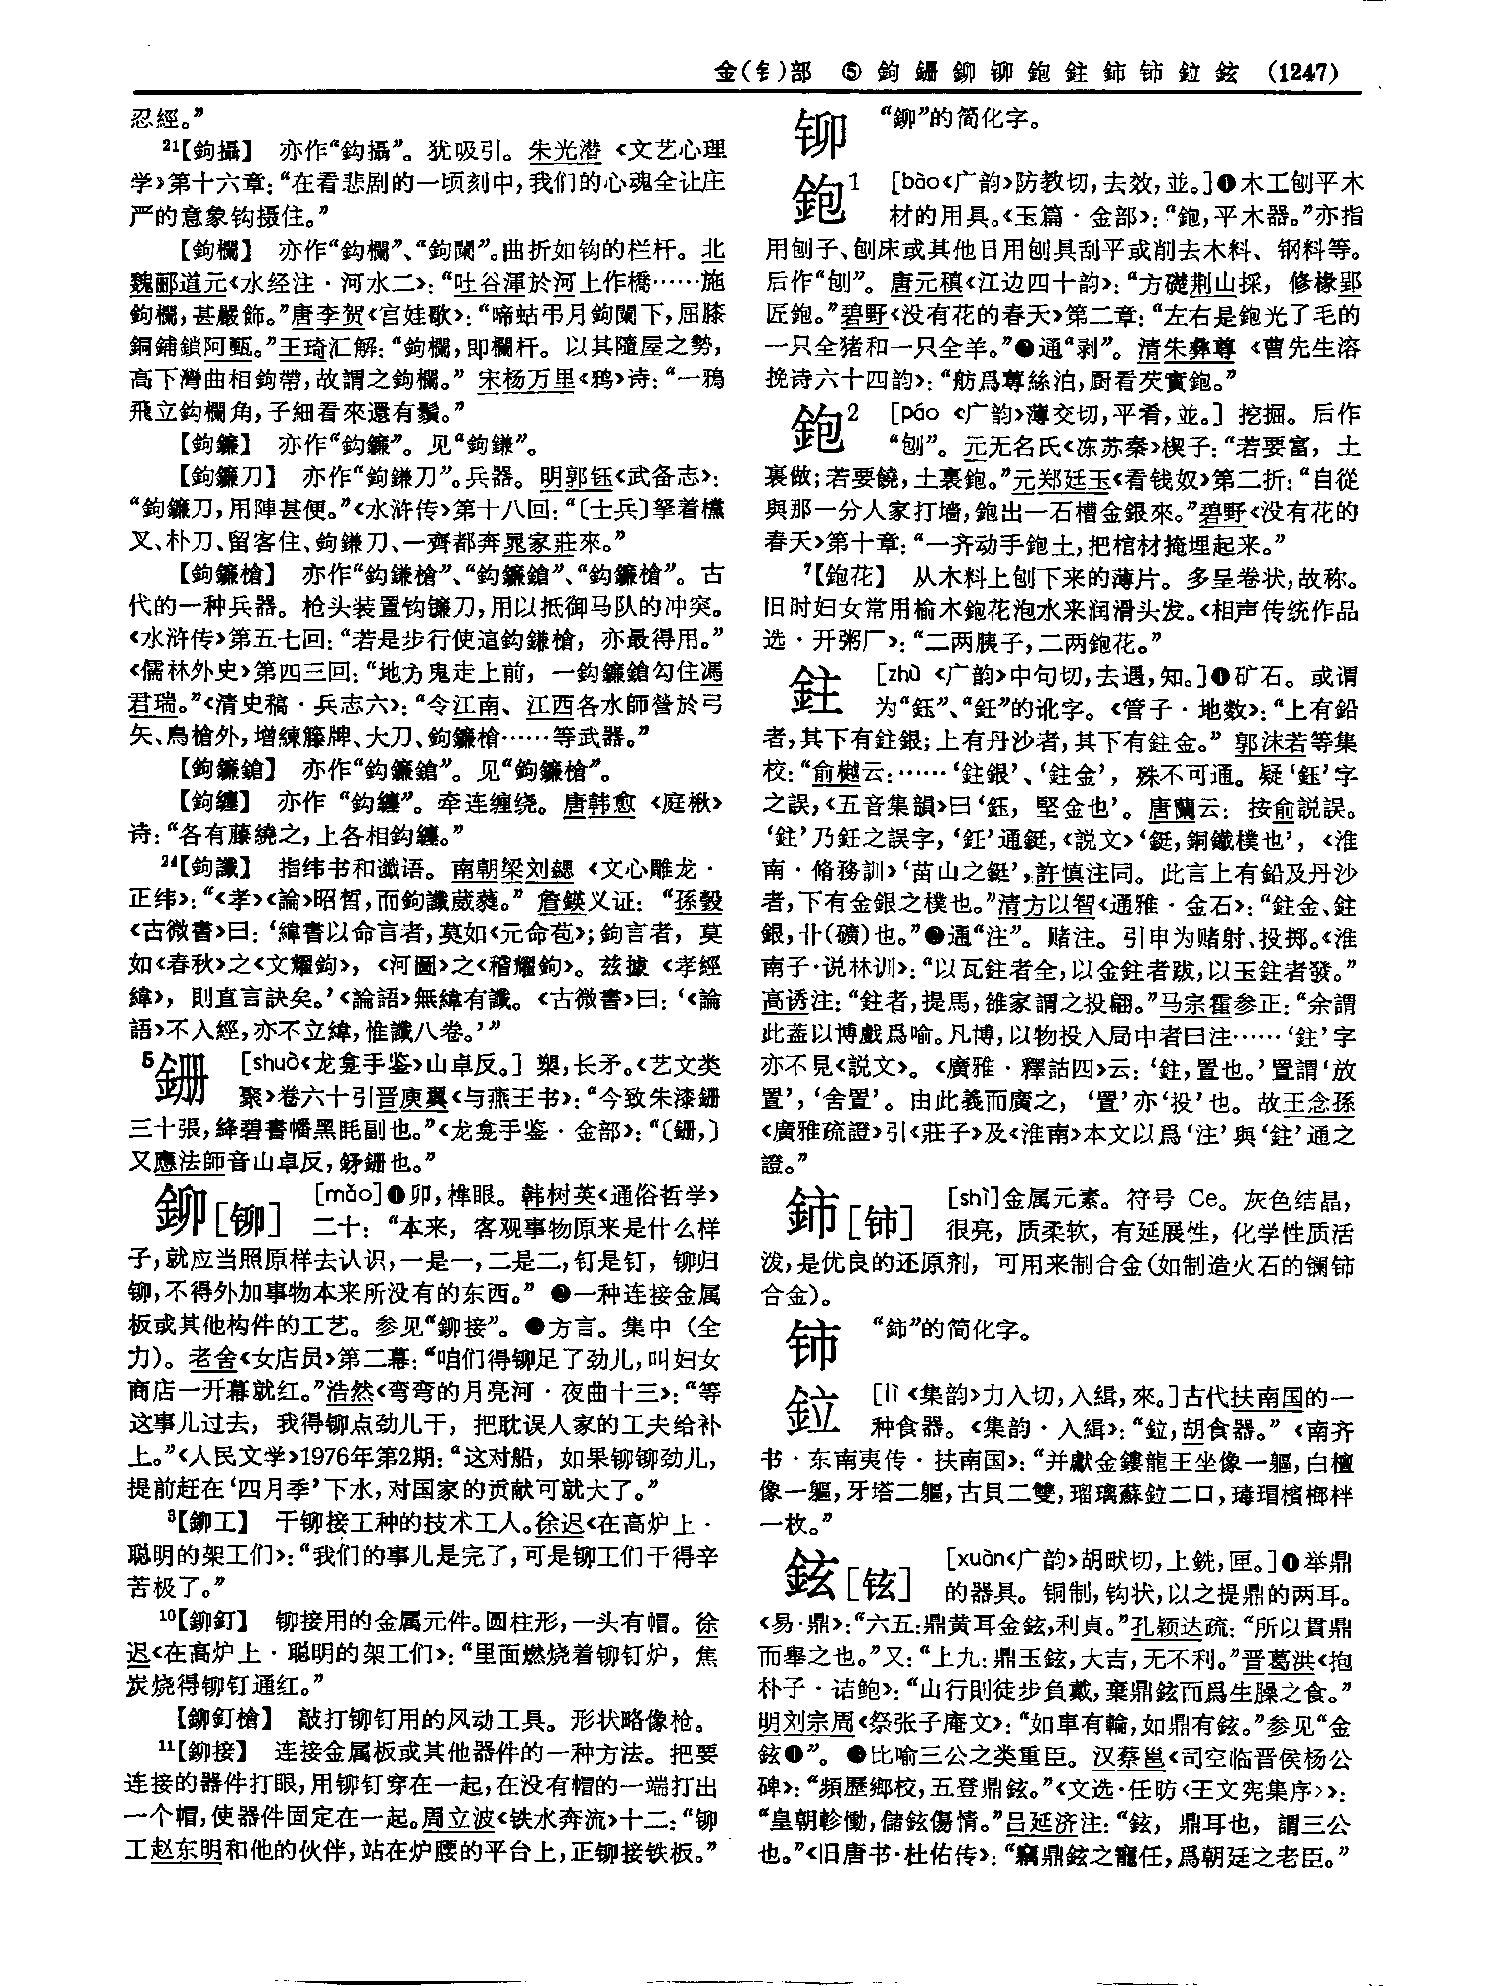 金(钅)部 ⑤ 鉤 鉶 鉚 铆 鉋 鉒 鈰 铈 䥥 鉉 (1247)
忍經。”
²¹【鉤攝】 亦作“鈎攝”。犹吸引。朱光潜《文艺心理
学》第十六章：“在看悲剧的一顷刻中，我们的心魂全让庄
严的意象钩摄住。”
【鉤欄】 亦作“鈎欄”、“鉤闌”。曲折如钩的栏杆。北
魏郦道元《水经注·河水二》：“吐谷渾於河上作橋……施
鉤欄，甚嚴飾。”唐李贺《宫娃歌》：“啼蛄弔月鉤闌下，屈膝
銅鋪鎖阿甄。”王琦汇解：“鉤欄，即欄杆。以其隨屋之勢，
高下灣曲相鉤帶，故謂之鉤欄。” 宋杨万里《鸦》诗：“一鴉
飛立鈎欄角，子細看來還有鬚。”
【鉤鐮】 亦作“鈎鐮”。见“鉤鎌”。
【鉤鐮刀】 亦作“鉤鎌刀”。兵器。明郭钰《武备志》：
“鉤鐮刀，用陣甚便。”《水浒传》第十八回：“〔士兵〕拏着欓
叉、朴刀、留客住、鉤鎌刀、一齊都奔晁家莊來。”
【鉤鐮槍】 亦作“鈎鎌槍”、“鈎鐮鎗”、“鈎鐮槍”。古
代的一种兵器。枪头装置钩镰刀，用以抵御马队的冲突。
《水浒传》第五七回：“若是步行使這鈎鎌槍，亦最得用。”
《儒林外史》第四三回：“地方鬼走上前，一鈎鐮鎗勾住馮
君瑞。”《清史稿·兵志六》：“令江南、江西各水師營於弓
矢、鳥槍外，增練籐牌、大刀、鉤鐮槍……等武器。”
【鉤鐮鎗】 亦作“鈎鐮鎗”。见“鉤鐮槍”。
【鉤纏】 亦作 “鈎纏”。牵连缠绕。唐韩愈《庭楸》
诗：“各有藤繞之，上各相鉤纏。”
²⁴【鉤讖】 指纬书和谶语。南朝梁刘勰《文心雕龙·
正纬》：“《孝》《論》昭晳，而鉤讖葳蕤。” 詹鍈义证：“孫瑴
《古微書》曰：‘緯書以命言者，莫如《元命苞》；鉤言者，莫
如《春秋》之《文耀鉤》，《河圖》之《稽耀鉤》。兹據《孝經
緯》，則直言訣矣。’《論語》無緯有讖。《古微書》曰：‘《論
語》不入經，亦不立緯，惟讖八卷。’”
⁵鉶 [shuò《龙龛手鉴》山卓反。] 槊，长矛。《艺文类
聚》卷六十引晋庾翼《与燕王书》：“今致朱漆鉶
三十張，絳碧書幡黑毦副也。”《龙龛手鉴·金部》：“〔鉶，〕
又應法師音山卓反，鎁鉶也。”
鉚[铆] [mǎo]❶卯，榫眼。韩树英《通俗哲学》
二十：“本来，客观事物原来是什么样
子，就应当照原样去认识，一是一，二是二，钉是钉，铆归
铆，不得外加事物本来所没有的东西。” ❷一种连接金属
板或其他构件的工艺。参见“鉚接”。❸方言。集中（全
力）。老舍《女店员》第二幕：“咱们得铆足了劲儿，叫妇女
商店一开幕就红。”浩然《弯弯的月亮河·夜曲十三》：“等
这事儿过去，我得铆点劲儿干，把耽误人家的工夫给补
上。”《人民文学》1976年第2期：“这对船，如果铆铆劲儿，
提前赶在‘四月季’下水，对国家的贡献可就大了。”
³【鉚工】 干铆接工种的技术工人。徐迟《在高炉上·
聪明的架工们》：“我们的事儿是完了，可是铆工们干得辛
苦极了。”
¹⁰【鉚釘】 铆接用的金属元件。圆柱形，一头有帽。徐
迟《在高炉上·聪明的架工们》：“里面燃烧着铆钉炉，焦
炭烧得铆钉通红。”
【鉚釘槍】 敲打铆钉用的风动工具。形状略像枪。
¹¹【鉚接】 连接金属板或其他器件的一种方法。把要
连接的器件打眼，用铆钉穿在一起，在没有帽的一端打出
一个帽，使器件固定在一起。周立波《铁水奔流》十二：“铆
工赵东明和他的伙伴，站在炉腰的平台上，正铆接铁板。”
铆 “鉚”的简化字。
鉋¹ [bào《广韵》防教切，去效，並。]❶木工刨平木
材的用具。《玉篇·金部》：“鉋，平木器。”亦指
用刨子、刨床或其他日用刨具刮平或削去木料、钢料等。
后作“刨”。唐元稹《江边四十韵》：“方礎荆山採，修椽郢
匠鉋。”碧野《没有花的春天》第二章：“左右是鉋光了毛的
一只全猪和一只全羊。”❷通“剥”。清朱彝尊《曹先生溶
挽诗六十四韵》：“舫爲蓴絲泊，厨看芡實鉋。”
鉋² [páo《广韵》薄交切，平肴，並。] 挖掘。后作
“刨”。元无名氏《冻苏秦》楔子：“若要富，土
裏做；若要饒，土裏鉋。”元郑廷玉《看钱奴》第二折：“自從
與那一分人家打墙，鉋出一石槽金銀來。”碧野《没有花的
春天》第十章：“一齐动手鉋土，把棺材掩埋起来。”
⁷【鉋花】 从木料上刨下来的薄片。多呈卷状，故称。
旧时妇女常用榆木鉋花泡水来润滑头发。《相声传统作品
选·开粥厂》：“二两胰子，二两鉋花。”
鉒 [zhù《广韵》中句切，去遇，知。]❶矿石。或谓
为“鈺”、“釷”的讹字。《管子·地数》：“上有鉛
者，其下有鉒銀；上有丹沙者，其下有鉒金。” 郭沫若等集
校：“俞樾云：……‘鉒銀’、‘鉒金’，殊不可通。疑‘鈺’字
之誤，《五音集韻》曰‘鈺，堅金也’。唐蘭云：按俞説誤。
‘鉒’乃釷之誤字，‘釷’通鋌，《説文》‘鋌，銅鐵樸也’，《淮
南·脩務訓》‘苗山之鋌’，許慎注同。此言上有鉛及丹沙
者，下有金銀之樸也。”清方以智《通雅·金石》：“鉒金、鉒
銀，卝（礦）也。”❷通“注”。赌注。引申为赌射、投掷。《淮
南子·说林训》：“以瓦鉒者全，以金鉒者跋，以玉鉒者發。”
高诱注：“鉒者，提馬，雒家謂之投翩。”马宗霍参正：“余謂
此蓋以博戲爲喻。凡博，以物投入局中者曰注……‘鉒’字
亦不見《説文》。《廣雅·釋詁四》云：‘鉒，置也。’置謂‘放
置’，‘舍置’。由此義而廣之，‘置’亦‘投’也。故王念孫
《廣雅疏證》引《莊子》及《淮南》本文以爲‘注’與‘鉒’通之
證。”
鈰[铈] [shì]金属元素。符号 Ce。灰色结晶，
很亮，质柔软，有延展性，化学性质活
泼，是优良的还原剂，可用来制合金（如制造火石的镧铈
合金）。
铈 “鈰”的简化字。
䥥 [lì《集韵》力入切，入緝，來。]古代扶南国的一
种食器。《集韵·入緝》：“䥥，胡食器。”《南齐
书·东南夷传·扶南国》：“并獻金鏤龍王坐像一軀，白檀
像一軀，牙塔二軀，古貝二雙，瑠璃蘇䥥二口，瑇瑁檳榔柈
一枚。”
鉉[铉] [xuàn《广韵》胡畎切，上銑，匣。]❶举鼎
的器具。铜制，钩状，以之提鼎的两耳。
《易·鼎》：“六五：鼎黄耳金鉉，利貞。”孔颖达疏：“所以貫鼎
而舉之也。”又：“上九：鼎玉鉉，大吉，无不利。”晋葛洪《抱
朴子·诘鲍》：“山行則徒步負戴，棄鼎鉉而爲生臊之食。”
明刘宗周《祭张子庵文》：“如車有輪，如鼎有鉉。”参见“金
鉉❶”。❷比喻三公之类重臣。汉蔡邕《司空临晋侯杨公
碑》：“頻歷鄉校，五登鼎鉉。”《文选·任昉〈王文宪集序〉》：
“皇朝軫慟，儲鉉傷情。”吕延济注：“鉉，鼎耳也，謂三公
也。”《旧唐书·杜佑传》：“竊鼎鉉之寵任，爲朝廷之老臣。”